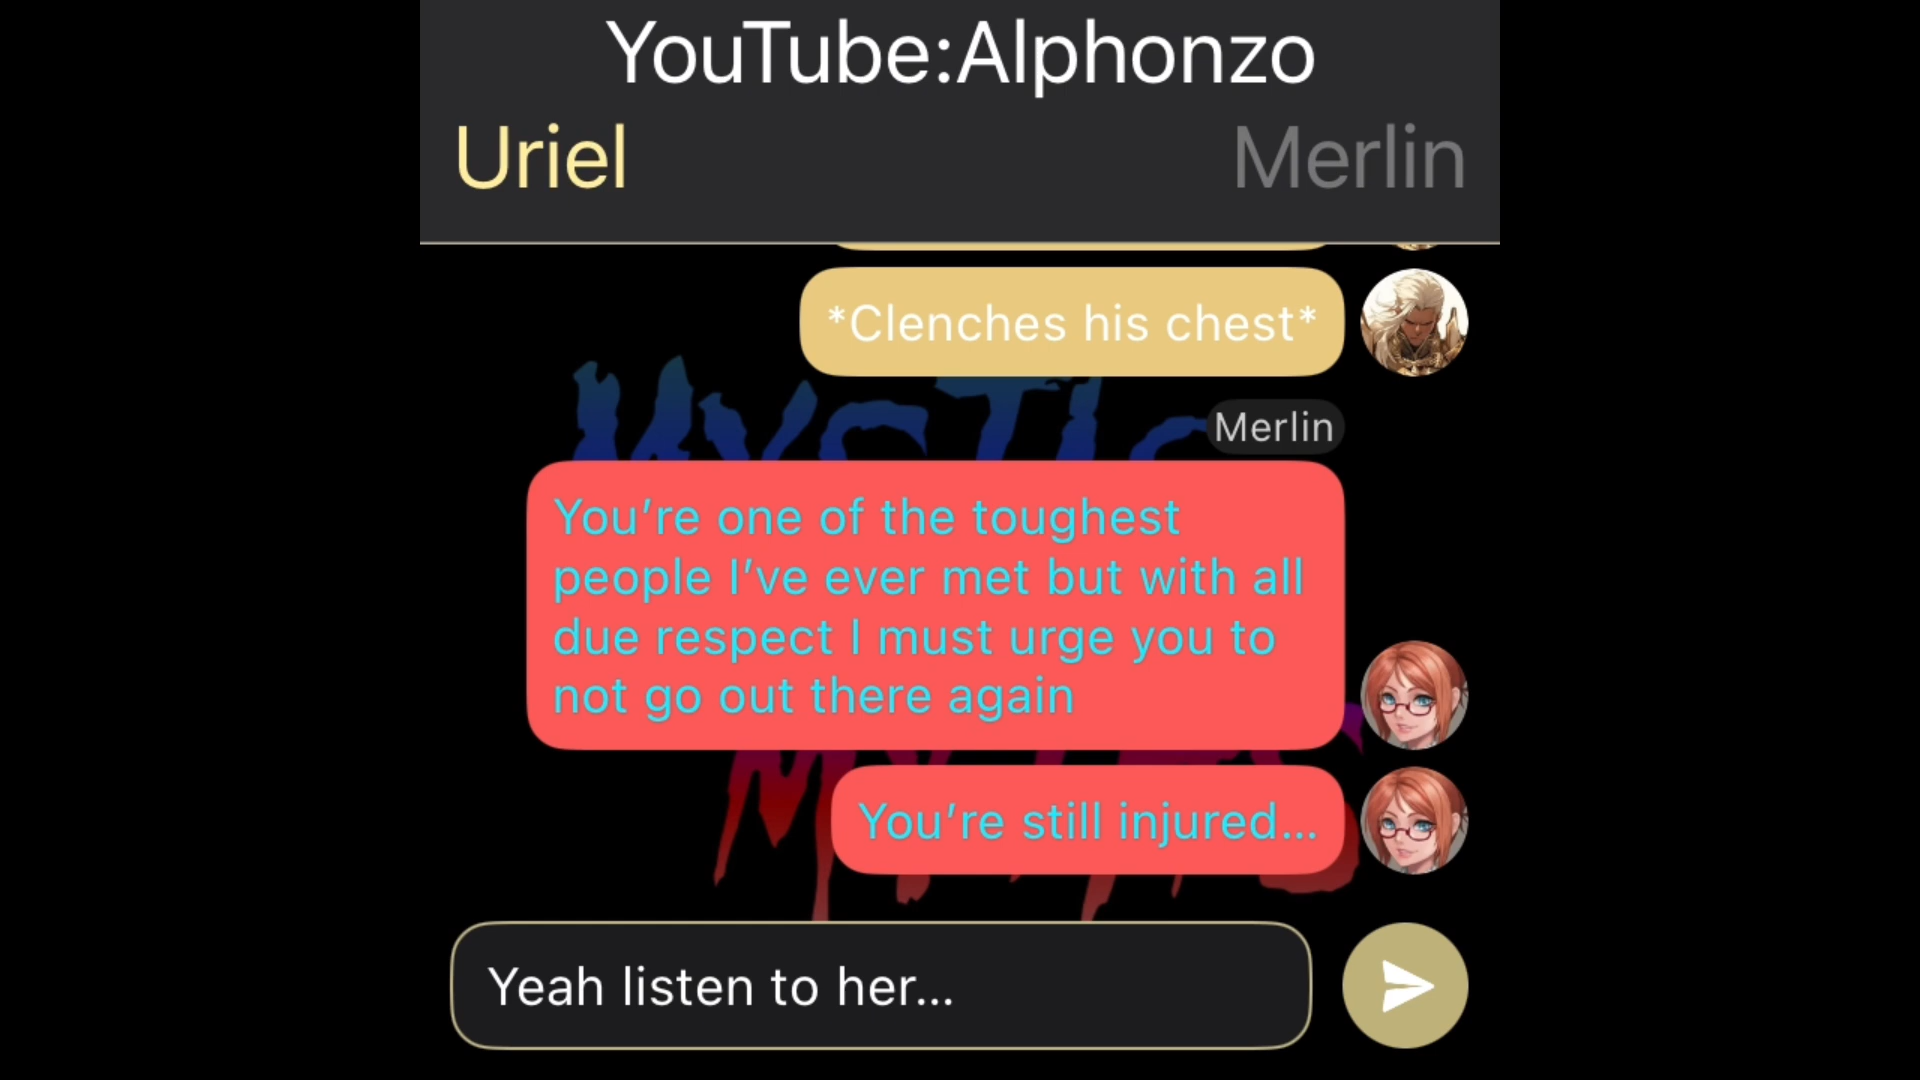 YouTube:Alphonzo
Uriel
Merlin
*Clenches his chest*
MYSTIC
Merlin
You’re one of the toughest
people I’ve ever met but with all
due respect I must urge you to
not go out there again
You’re still injured...
Yeah listen to her...